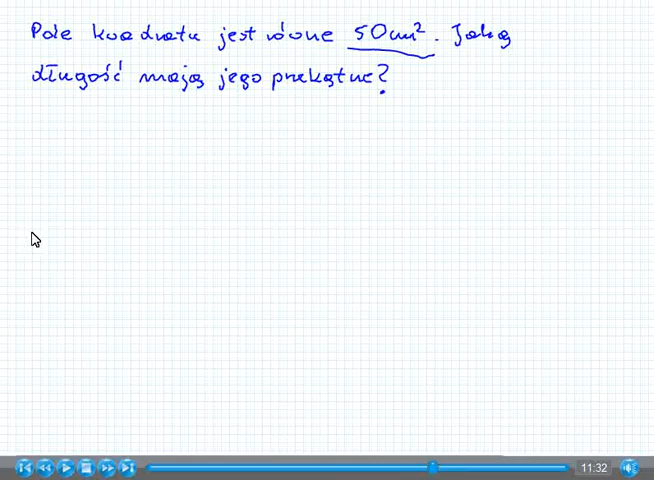 Pole kwadratu jest równe 50cm². Jaką
długość mają jego przekątne?
11:32